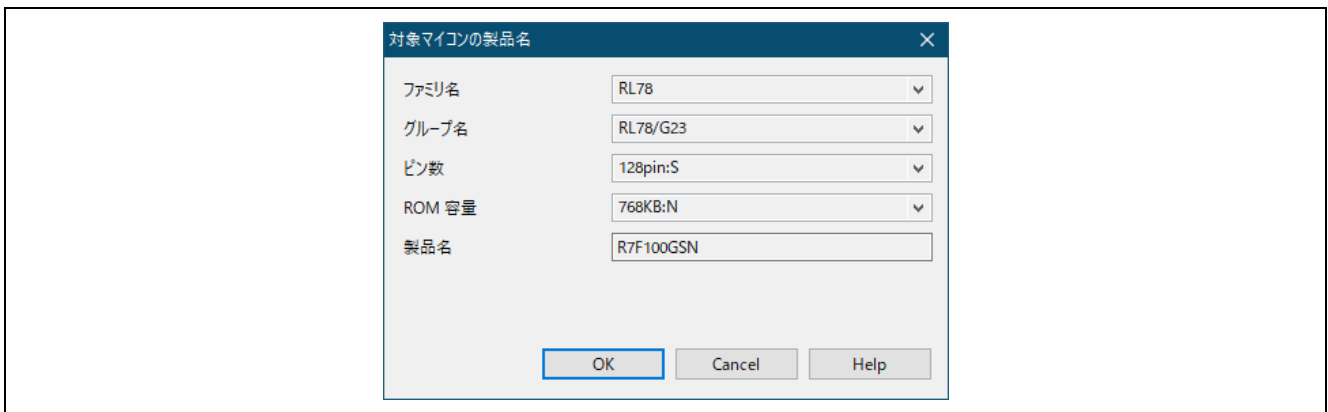 対象マイコンの製品名
ファミリ名 RL78
グループ名 RL78/G23
ピン数 128pin:S
ROM 容量 768KB:N
製品名 R7F100GSN
OK Cancel Help